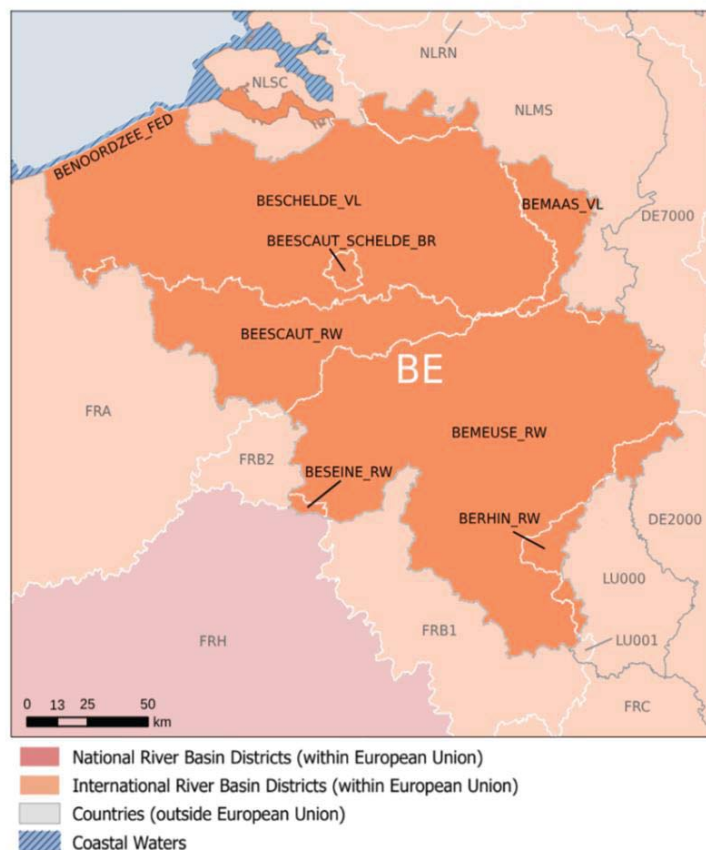 NLRN
NLSC
NLMS
BENOORDZEE_FED
BESCHELDE_VL
BEMAAS_VL
DE7000
BEESCAUT_SCHELDE_BR
BEESCAUT_RW
BE
FRA
BEMEUSE_RW
FRB2
BESEINE_RW
BERHIN_RW
DE2000
LU000
FRB1
FRH
LU001
FRC
0 13 25 50
km
National River Basin Districts (within European Union)
International River Basin Districts (within European Union)
Countries (outside European Union)
Coastal Waters